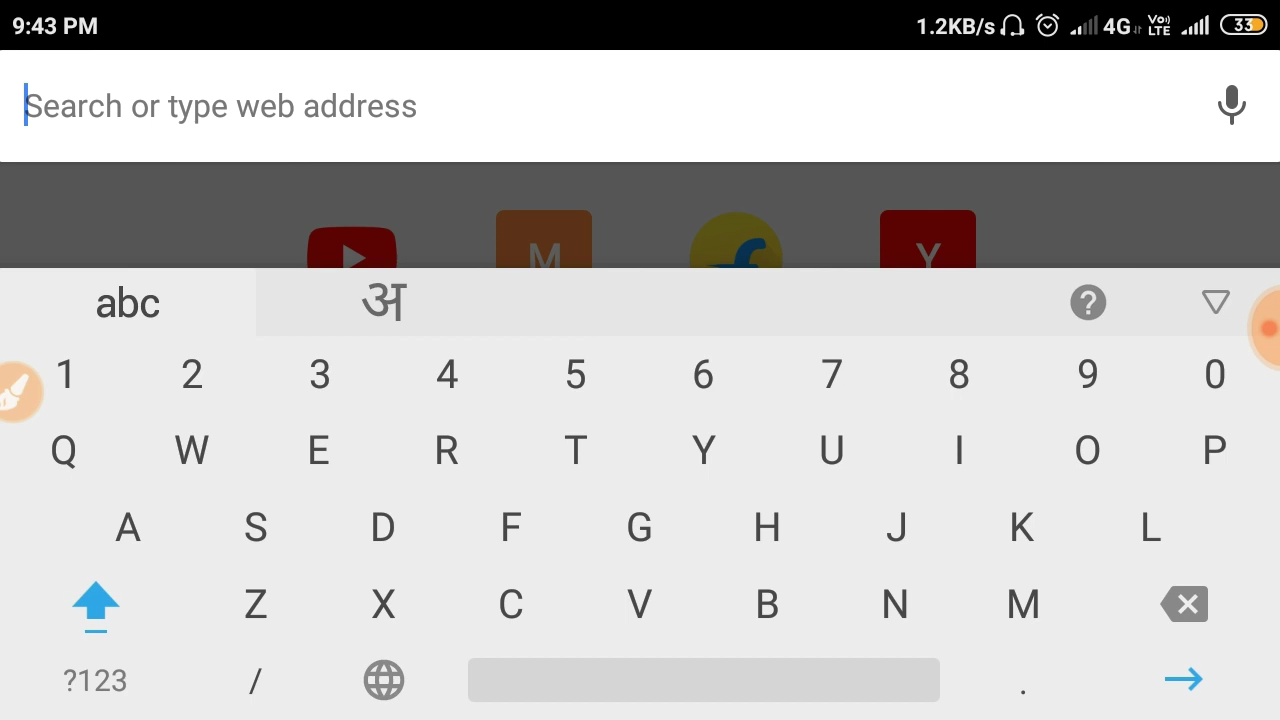 9:43 PM 1.2KB/s 4G Vo) LTE 33
Search or type web address
M Y
abc अ ?
1 2 3 4 5 6 7 8 9 0
Q W E R T Y U I O P
A S D F G H J K L
Z X C V B N M
?123 / .